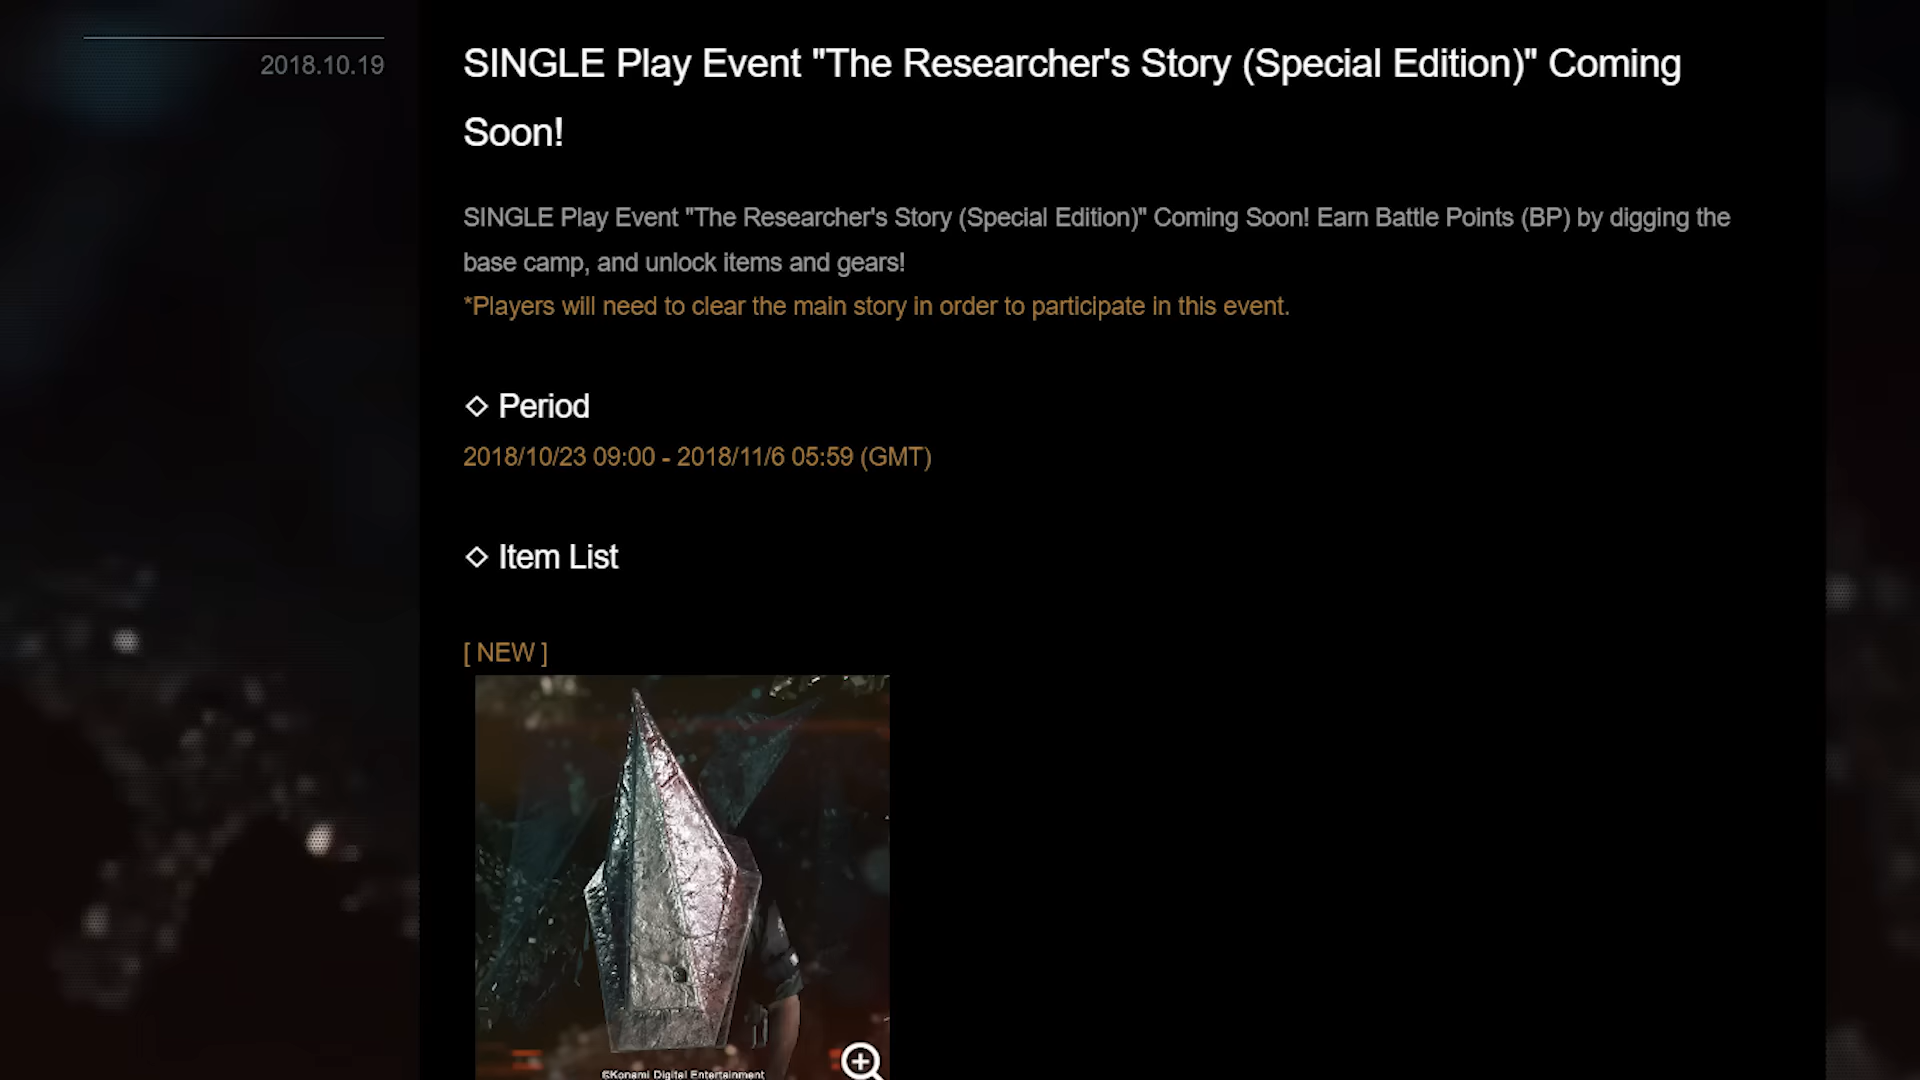 2018.10.19
SINGLE Play Event "The Researcher's Story (Special Edition)" Coming
Soon!
SINGLE Play Event "The Researcher's Story (Special Edition)" Coming Soon! Earn Battle Points (BP) by digging the
base camp, and unlock items and gears!
*Players will need to clear the main story in order to participate in this event.
◇ Period
2018/10/23 09:00 - 2018/11/6 05:59 (GMT)
◇ Item List
[ NEW ]
©Konami Digital Entertainment